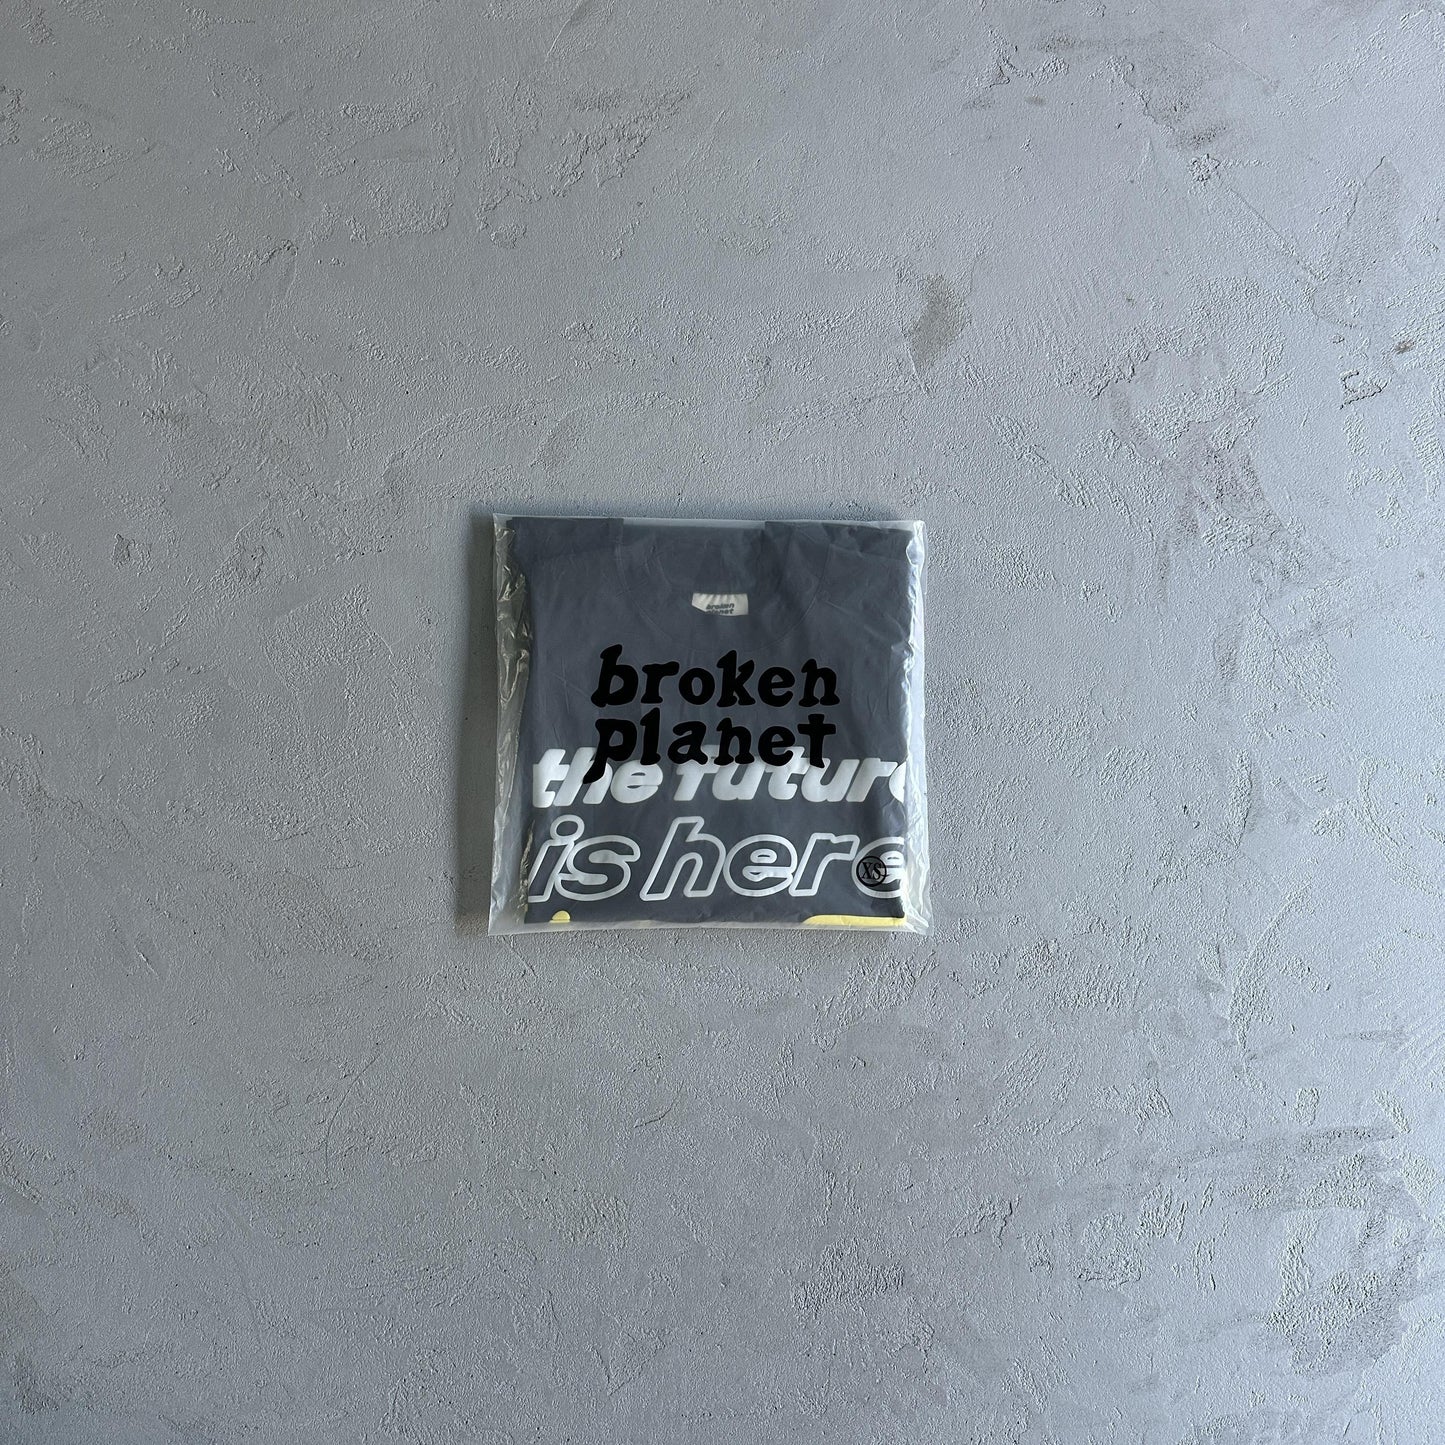 broken
planet
broken
planet
the future
is here
XS